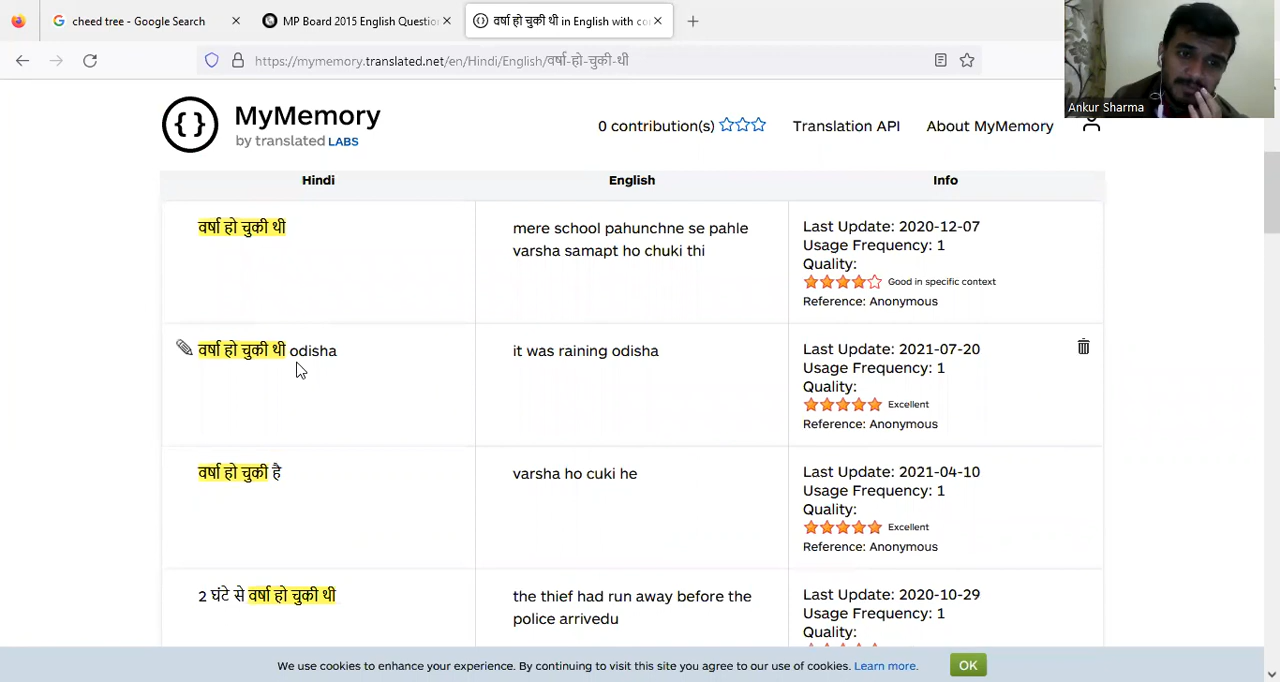 cheed tree - Google Search
MP Board 2015 English Question
वर्षा हो चुकी थी in English with con
https://mymemory.translated.net/en/Hindi/English/वर्षा-हो-चुकी-थी
Ankur Sharma
MyMemory
by translated LABS
0 contribution(s)
Translation API
About MyMemory
Hindi
English
Info
वर्षा हो चुकी थी
mere school pahunchne se pahle
varsha samapt ho chuki thi
Last Update: 2020-12-07
Usage Frequency: 1
Quality:
Good in specific context
Reference: Anonymous
वर्षा हो चुकी थी odisha
it was raining odisha
Last Update: 2021-07-20
Usage Frequency: 1
Quality:
Excellent
Reference: Anonymous
वर्षा हो चुकी है
varsha ho cuki he
Last Update: 2021-04-10
Usage Frequency: 1
Quality:
Excellent
Reference: Anonymous
2 घंटे से वर्षा हो चुकी थी
the thief had run away before the
police arrivedu
Last Update: 2020-10-29
Usage Frequency: 1
Quality:
We use cookies to enhance your experience. By continuing to visit this site you agree to our use of cookies. Learn more.
OK